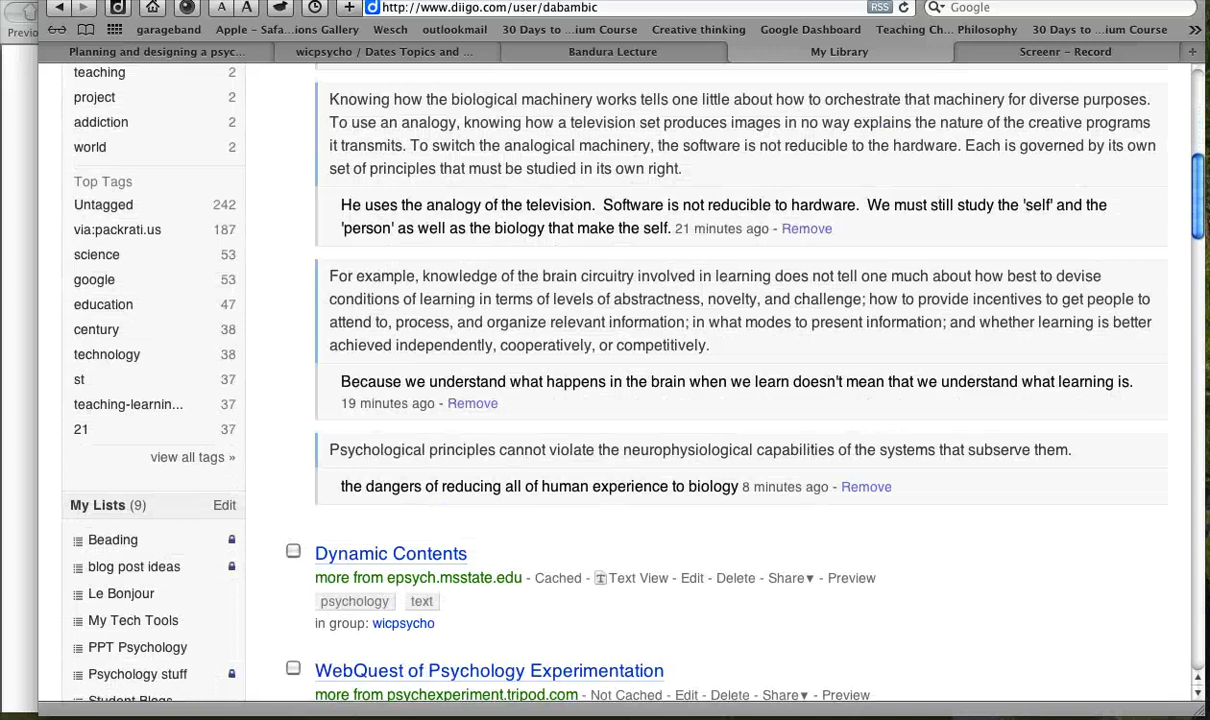 Previo
A
A
http://www.diigo.com/user/dabambic
RSS
Google
garageband
Apple - Safa...ions Gallery
Wesch
outlookmail
30 Days to ...ium Course
Creative thinking
Google Dashboard
Teaching Ch... Philosophy
30 Days to ...ium Course
Planning and designing a psyc...
wicpsycho / Dates Topics and ...
Bandura Lecture
My Library
Screenr - Record
teaching 2
project 2
addiction 2
world 2
Top Tags
Untagged 242
via:packrati.us 187
science 53
google 53
education 47
century 38
technology 38
st 37
teaching-learnin... 37
21 37
view all tags »
My Lists (9) Edit
Beading
blog post ideas
Le Bonjour
My Tech Tools
PPT Psychology
Psychology stuff
Student Blogs
Knowing how the biological machinery works tells one little about how to orchestrate that machinery for diverse purposes.
To use an analogy, knowing how a television set produces images in no way explains the nature of the creative programs
it transmits. To switch the analogical machinery, the software is not reducible to the hardware. Each is governed by its own
set of principles that must be studied in its own right.
He uses the analogy of the television. Software is not reducible to hardware. We must still study the 'self' and the
'person' as well as the biology that make the self. 21 minutes ago - Remove
For example, knowledge of the brain circuitry involved in learning does not tell one much about how best to devise
conditions of learning in terms of levels of abstractness, novelty, and challenge; how to provide incentives to get people to
attend to, process, and organize relevant information; in what modes to present information; and whether learning is better
achieved independently, cooperatively, or competitively.
Because we understand what happens in the brain when we learn doesn't mean that we understand what learning is.
19 minutes ago - Remove
Psychological principles cannot violate the neurophysiological capabilities of the systems that subserve them.
the dangers of reducing all of human experience to biology 8 minutes ago - Remove
Dynamic Contents
more from epsych.msstate.edu - Cached - Text View - Edit - Delete - Share▾ - Preview
psychology text
in group: wicpsycho
WebQuest of Psychology Experimentation
more from psychexperiment.tripod.com - Not Cached - Edit - Delete - Share▾ - Preview